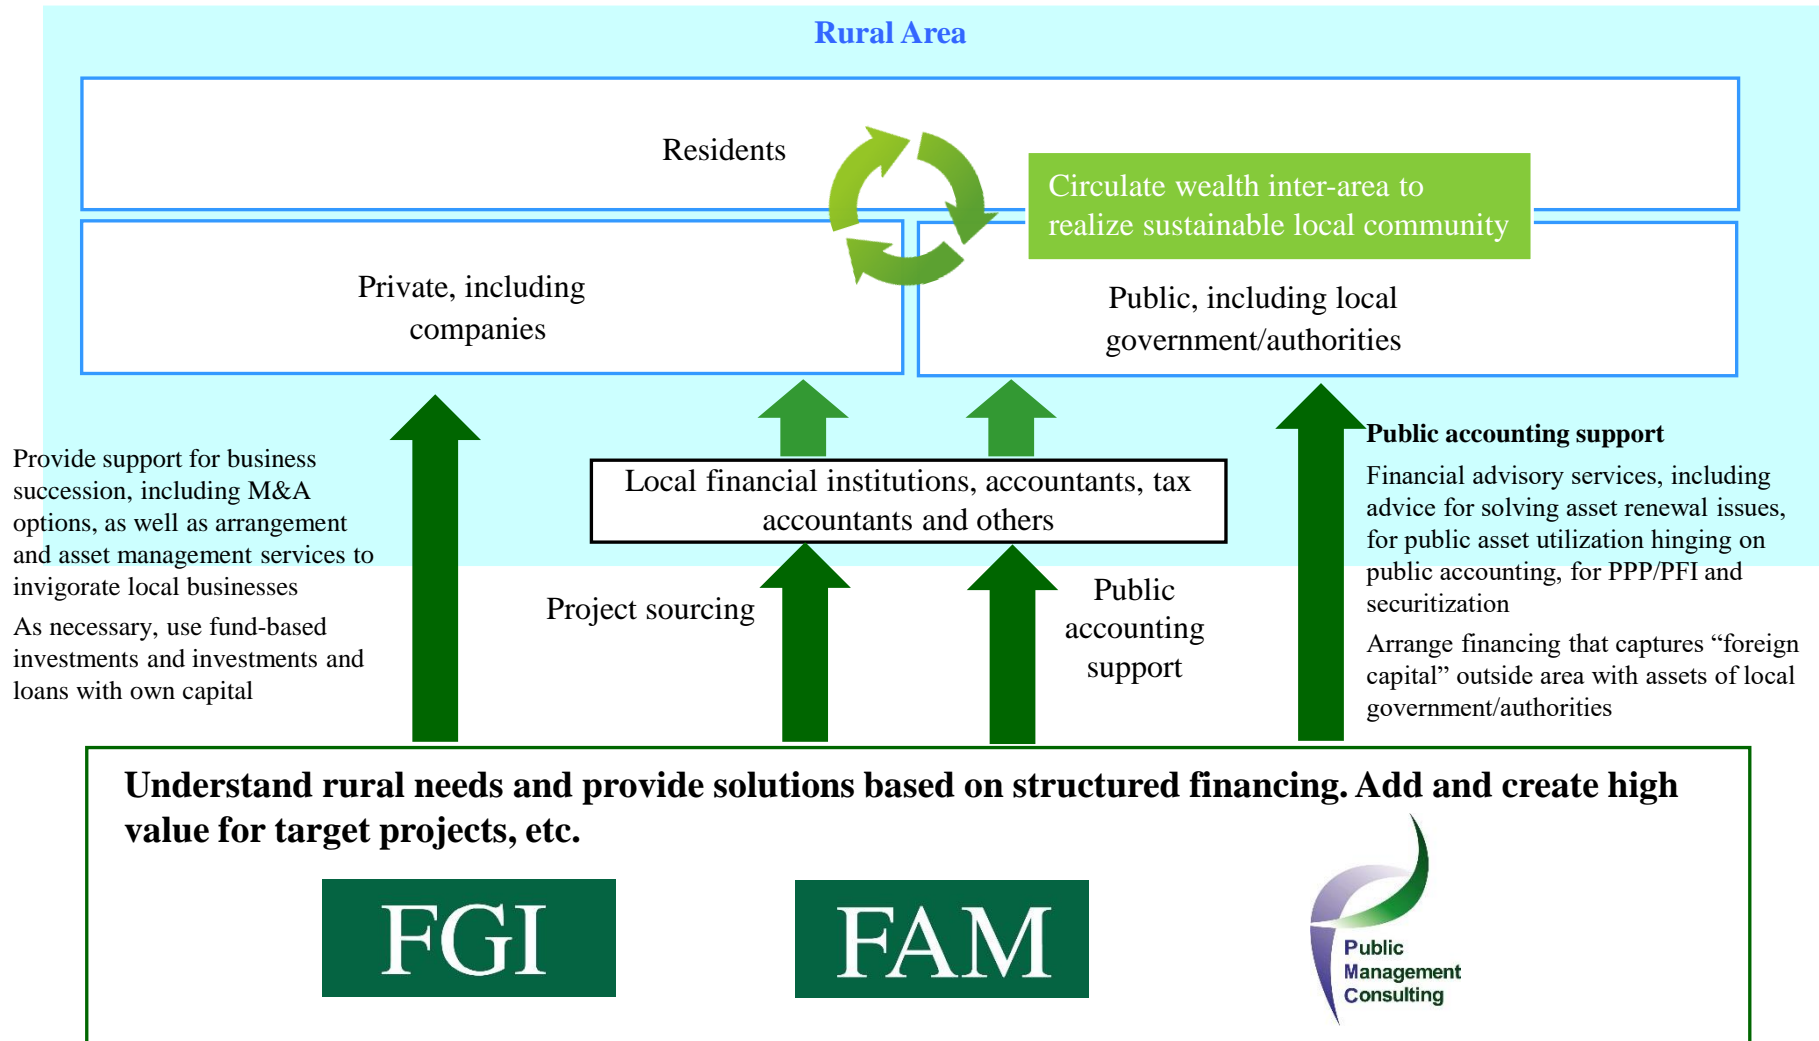 Rural Area
Residents
Circulate wealth inter-area to
realize sustainable local community
Private, including
companies
Public, including local
government/authorities
Provide support for business
succession, including M&A
options, as well as arrangement
and asset management services to
invigorate local businesses
As necessary, use fund-based
investments and investments and
loans with own capital
Local financial institutions, accountants, tax
accountants and others
Project sourcing
Public
accounting
support
Public accounting support
Financial advisory services, including
advice for solving asset renewal issues,
for public asset utilization hinging on
public accounting, for PPP/PFI and
securitization
Arrange financing that captures “foreign
capital” outside area with assets of local
government/authorities
Understand rural needs and provide solutions based on structured financing. Add and create high
value for target projects, etc.
FGI
FAM
Public
Management
Consulting